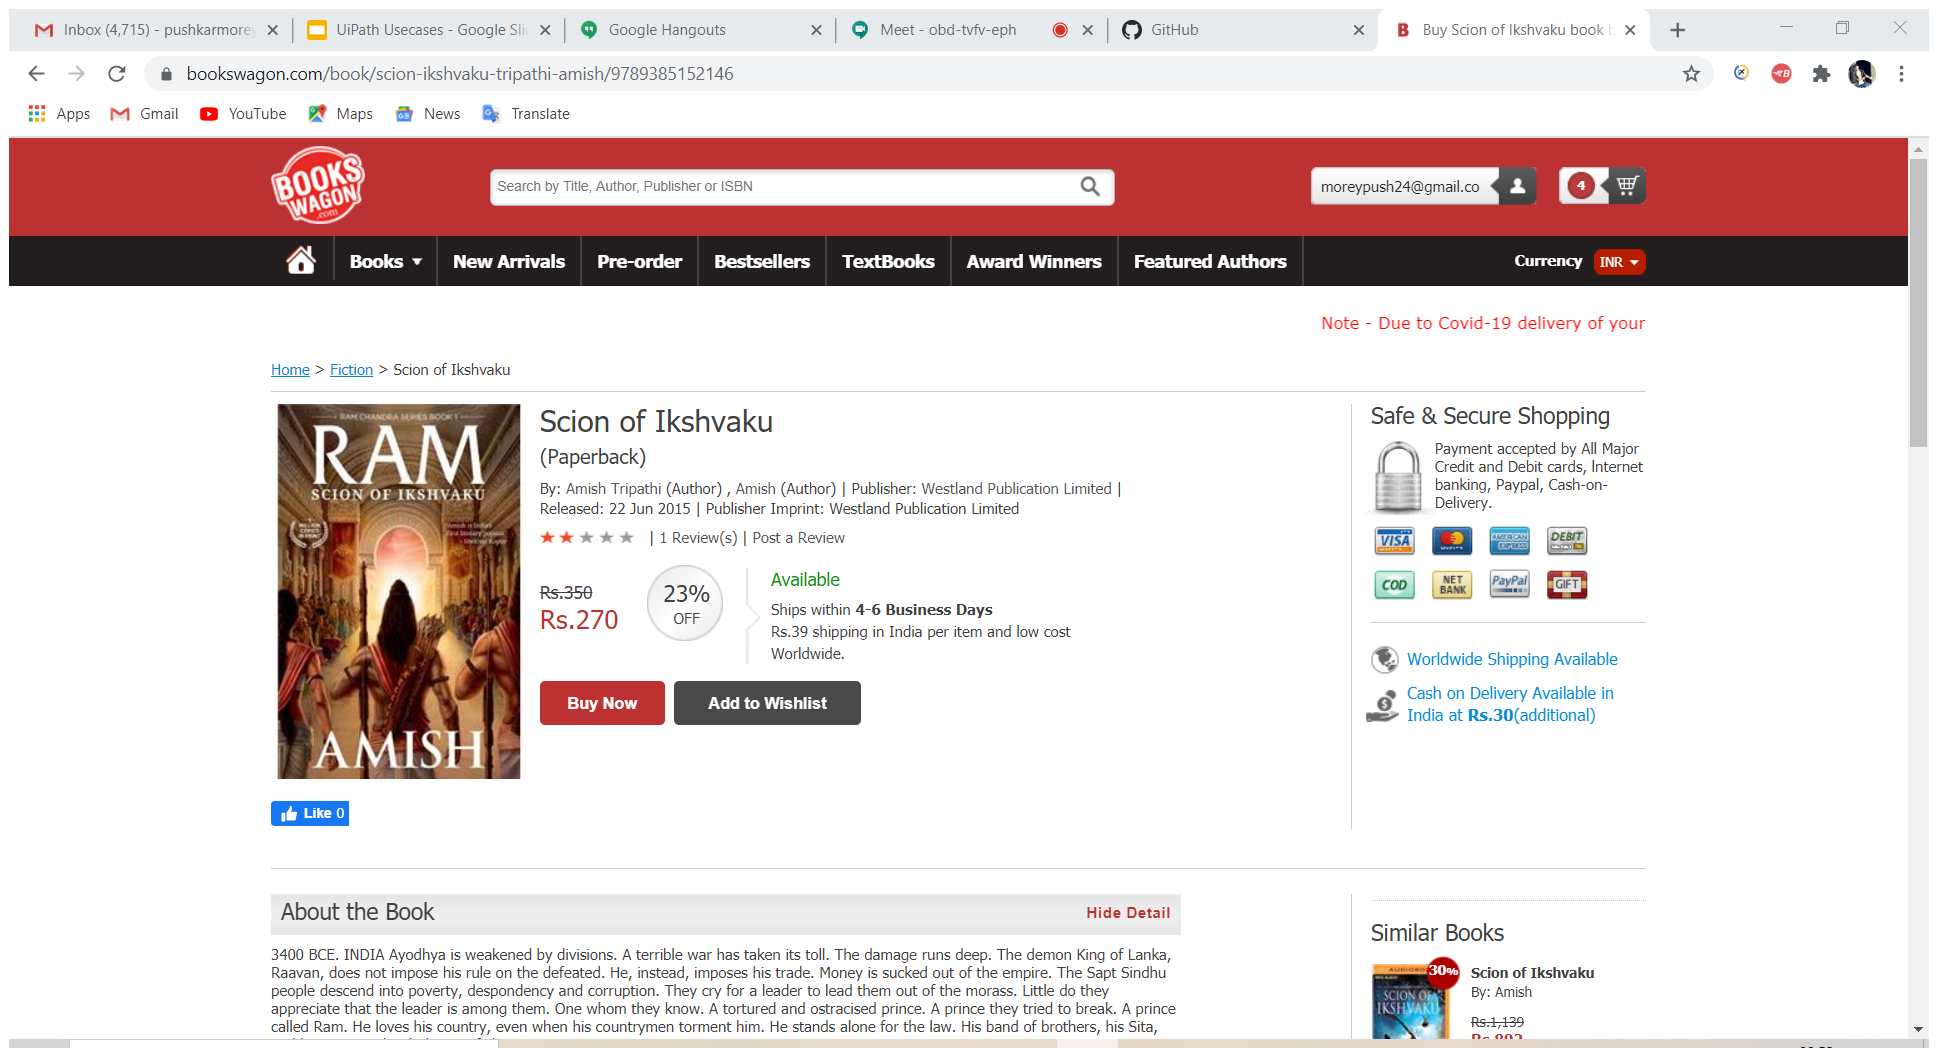 Inbox (4,715) - pushkarmorey
UiPath Usecases - Google Sli
Google Hangouts
Meet - obd-tvfv-eph
GitHub
Buy Scion of Ikshvaku book b
bookswagon.com/book/scion-ikshvaku-tripathi-amish/9789385152146
Apps
Gmail
YouTube
Maps
News
Translate
BOOKS
WAGON
.com
Search by Title, Author, Publisher or ISBN
moreypush24@gmail.co
4
Books
New Arrivals
Pre-order
Bestsellers
TextBooks
Award Winners
Featured Authors
Currency
INR
Note - Due to Covid-19 delivery of your
Home > Fiction > Scion of Ikshvaku
RAM CHANDRA SERIES BOOK 1
RAM
SCION OF IKSHVAKU
AMISH
Scion of Ikshvaku
(Paperback)
By: Amish Tripathi (Author) , Amish (Author) | Publisher: Westland Publication Limited |
Released: 22 Jun 2015 | Publisher Imprint: Westland Publication Limited
| 1 Review(s) | Post a Review
Rs.350
Rs.270
23%
OFF
Available
Ships within 4-6 Business Days
Rs.39 shipping in India per item and low cost
Worldwide.
Buy Now
Add to Wishlist
Like 0
Safe & Secure Shopping
Payment accepted by All Major
Credit and Debit cards, Internet
banking, Paypal, Cash-on-
Delivery.
VISA
AMERICAN
EXPRESS
DEBIT
COD
NET
BANK
PayPal
GIFT
Worldwide Shipping Available
Cash on Delivery Available in
India at Rs.30(additional)
About the Book
Hide Detail
3400 BCE. INDIA Ayodhya is weakened by divisions. A terrible war has taken its toll. The damage runs deep. The demon King of Lanka,
Raavan, does not impose his rule on the defeated. He, instead, imposes his trade. Money is sucked out of the empire. The Sapt Sindhu
people descend into poverty, despondency and corruption. They cry for a leader to lead them out of the morass. Little do they
appreciate that the leader is among them. One whom they know. A tortured and ostracised prince. A prince they tried to break. A prince
called Ram. He loves his country, even when his countrymen torment him. He stands alone for the law. His band of brothers, his Sita,
Similar Books
30%
SCION OF
IKSHVAKU
Scion of Ikshvaku
By: Amish
Rs.1,139